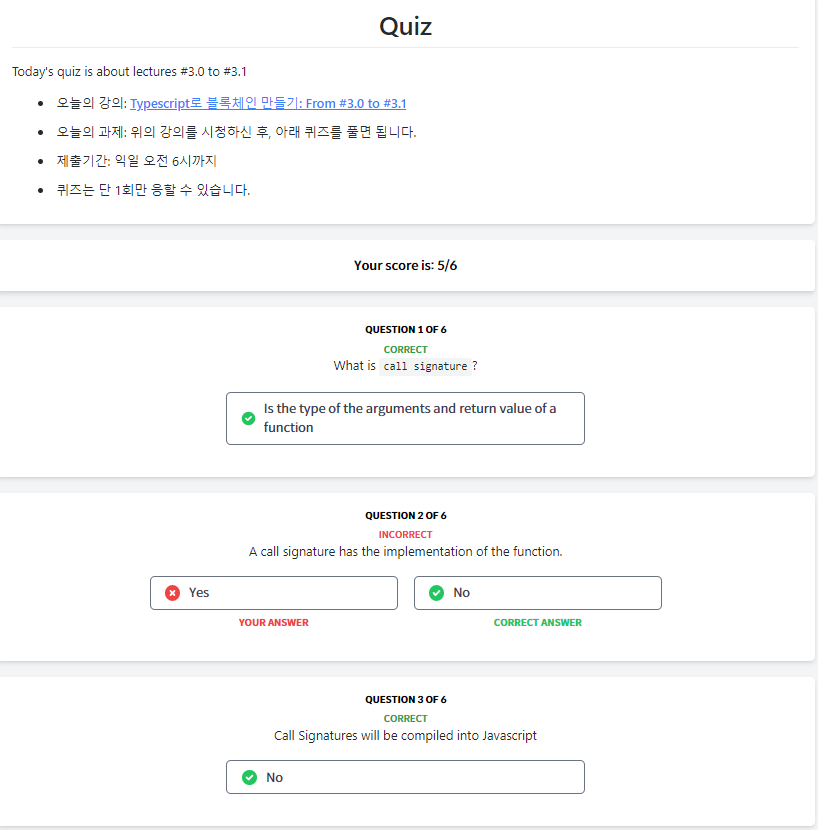 Quiz
Today's quiz is about lectures #3.0 to #3.1
오늘의 강의: Typescript로 블록체인 만들기: From #3.0 to #3.1
오늘의 과제: 위의 강의를 시청하신 후, 아래 퀴즈를 풀면 됩니다.
제출기간: 익일 오전 6시까지
퀴즈는 단 1회만 응할 수 있습니다.
Your score is: 5/6
QUESTION 1 OF 6
CORRECT
What is call signature ?
Is the type of the arguments and return value of a
function
QUESTION 2 OF 6
INCORRECT
A call signature has the implementation of the function.
Yes No
YOUR ANSWER CORRECT ANSWER
QUESTION 3 OF 6
CORRECT
Call Signatures will be compiled into Javascript
No